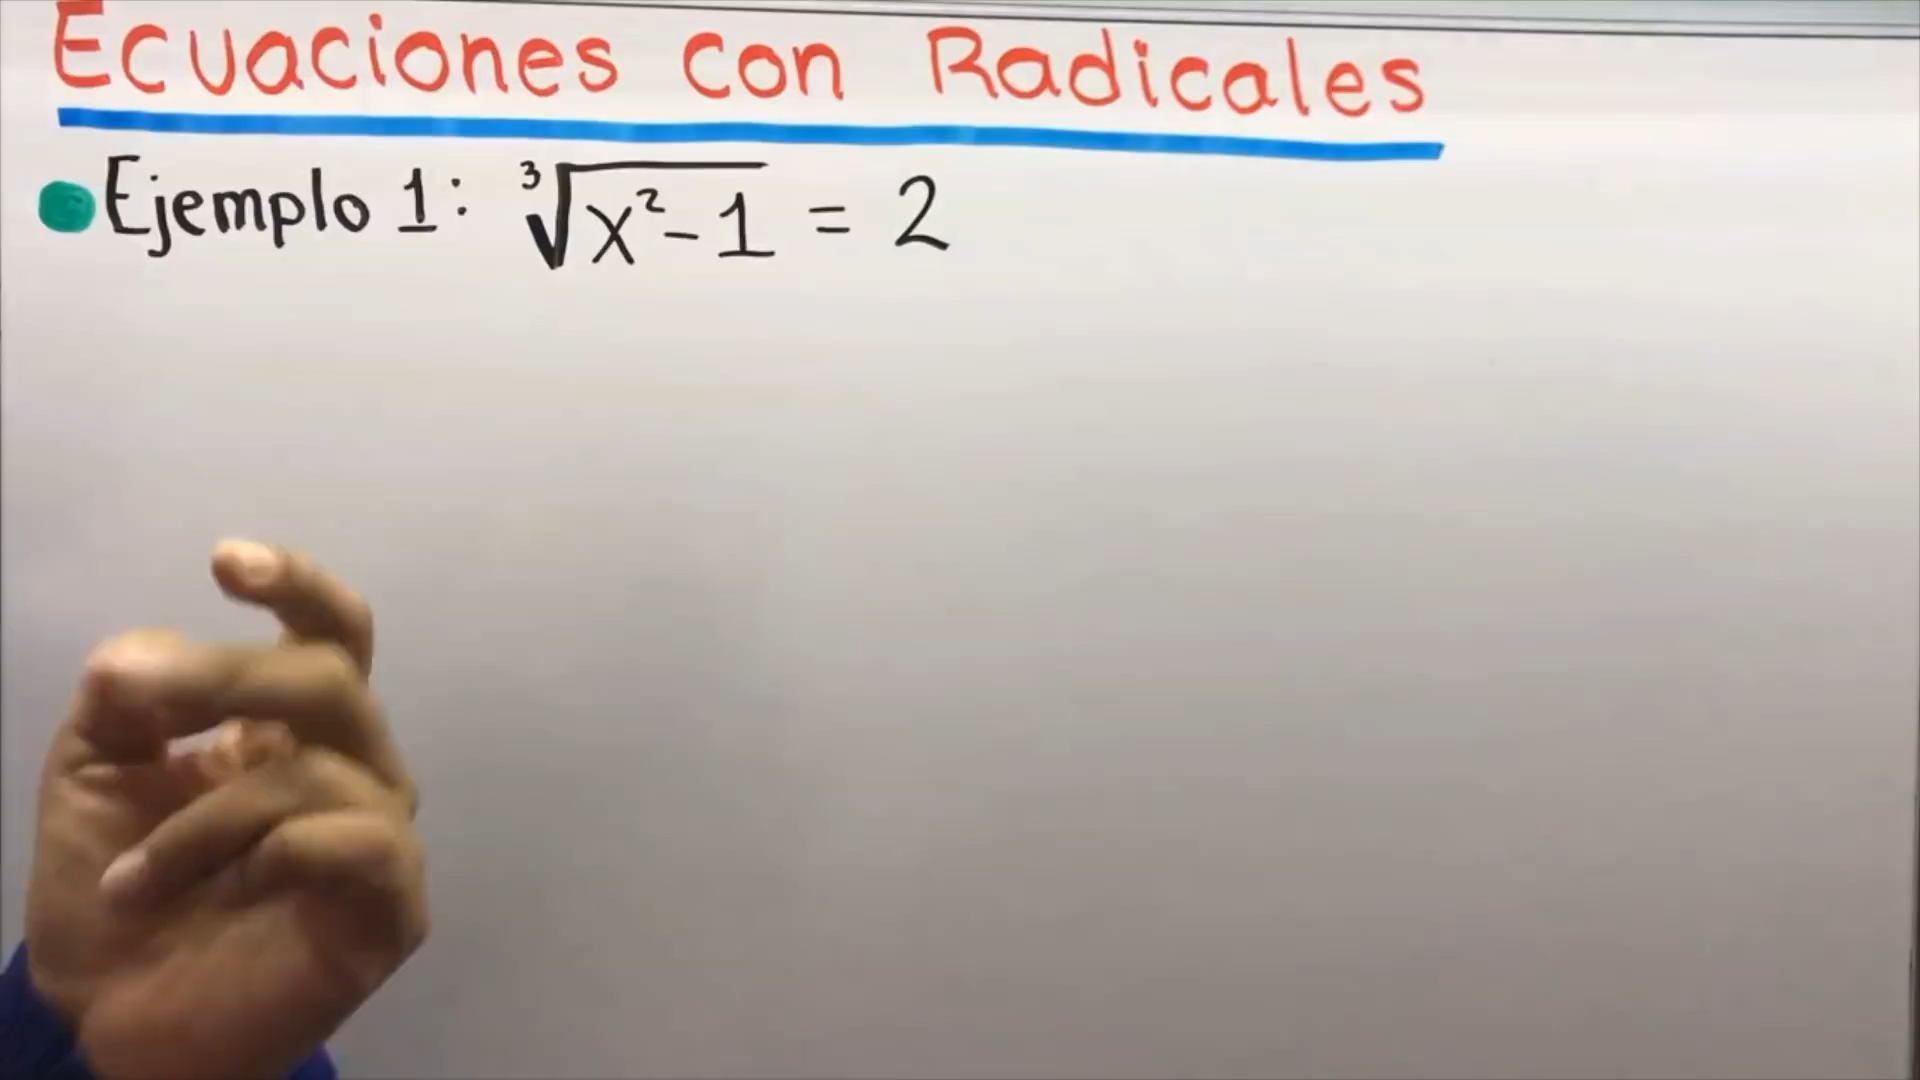 Ecuaciones con Radicales
Ejemplo 1: ∛(x²-1) = 2